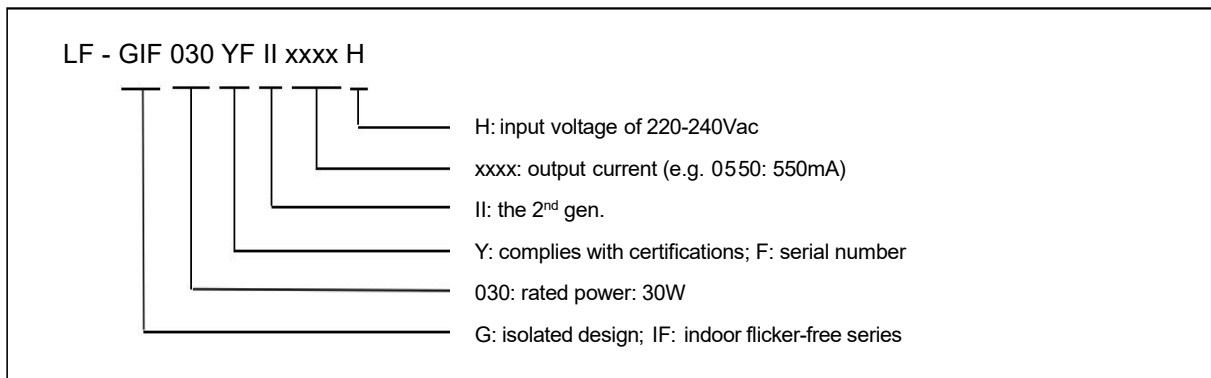 LF - GIF 030 YF II xxxx H
H: input voltage of 220-240Vac
xxxx: output current (e.g. 0550: 550mA)
II: the 2nd gen.
Y: complies with certifications; F: serial number
030: rated power: 30W
G: isolated design; IF: indoor flicker-free series